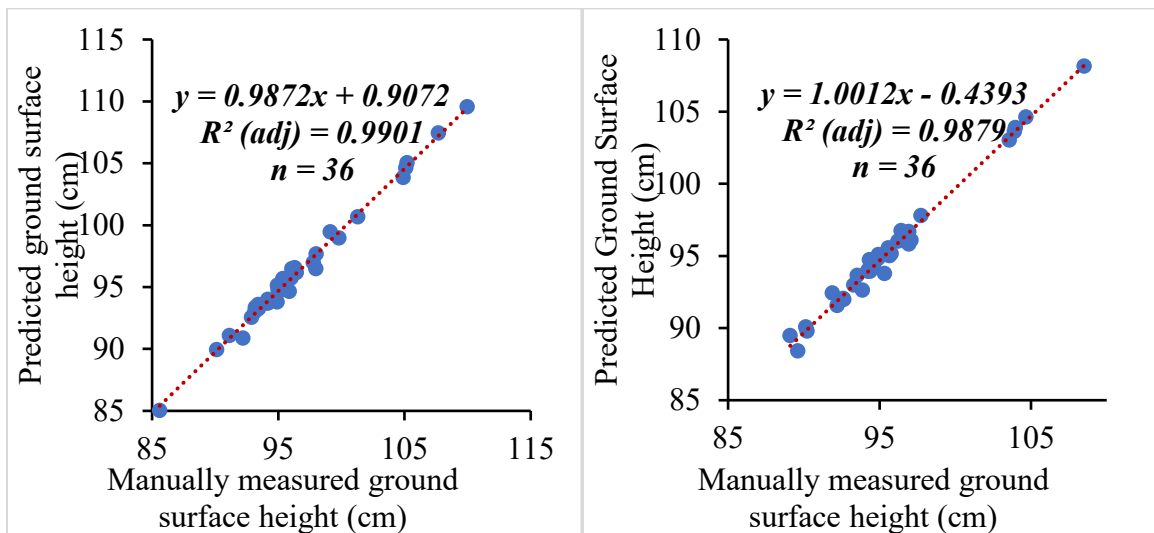 Predicted ground surface
height (cm)
115
110
105
100
95
90
85
y = 0.9872x + 0.9072
R² (adj) = 0.9901
n = 36
85
95
105
115
Manually measured ground
surface height (cm)
Predicted Ground Surface
Height (cm)
110
105
100
95
90
85
y = 1.0012x - 0.4393
R² (adj) = 0.9879
n = 36
85
95
105
Manually measured ground
surface height (cm)